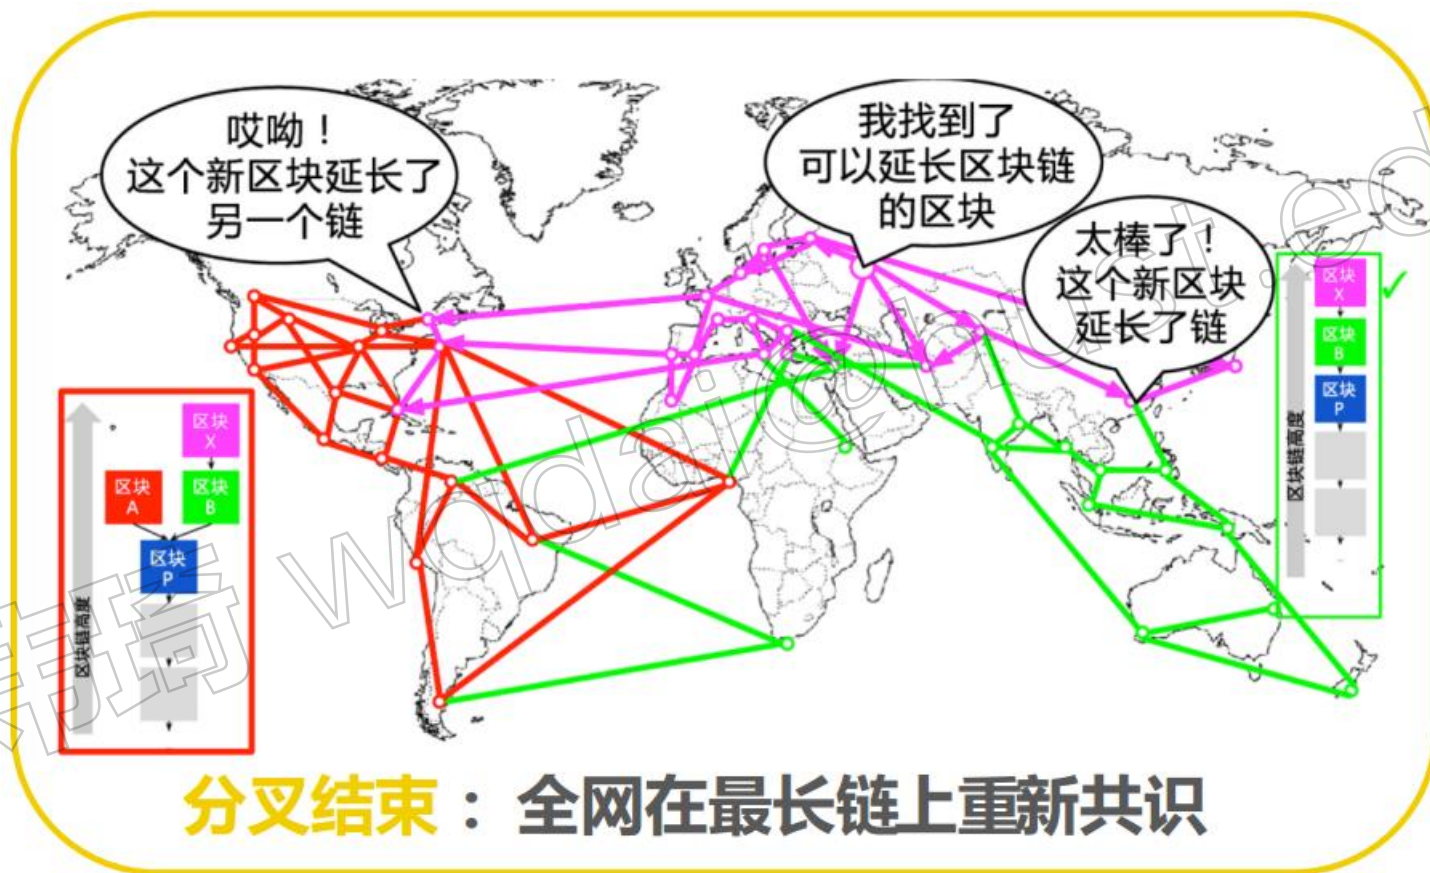 哎呦！
这个新区块延长了
另一个链
我找到了
可以延长区块链
的区块
太棒了！
这个新区块
延长了链
区块
X
区块
B
区块
P
区块链高度
区块
X
区块
A
区块
B
区块
P
区块链高度
分叉结束：全网在最长链上重新共识